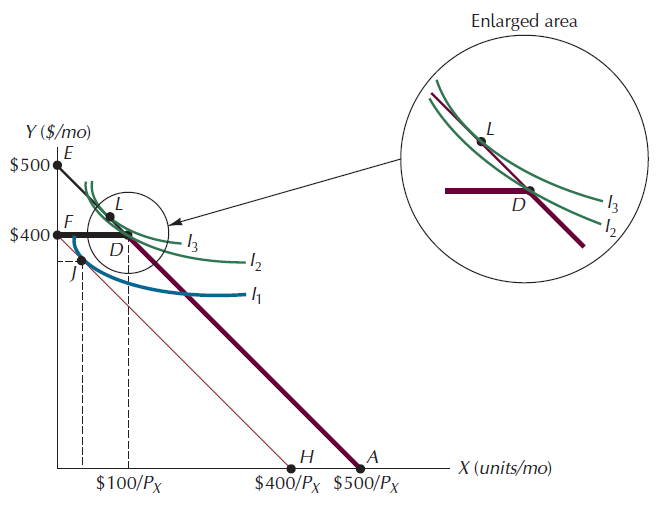 Enlarged area
Y ($/mo)
E
$500
L
F
$400
D
I3
I2
J
I1
L
D
I3
I2
H
A
X (units/mo)
$100/PX
$400/PX
$500/PX